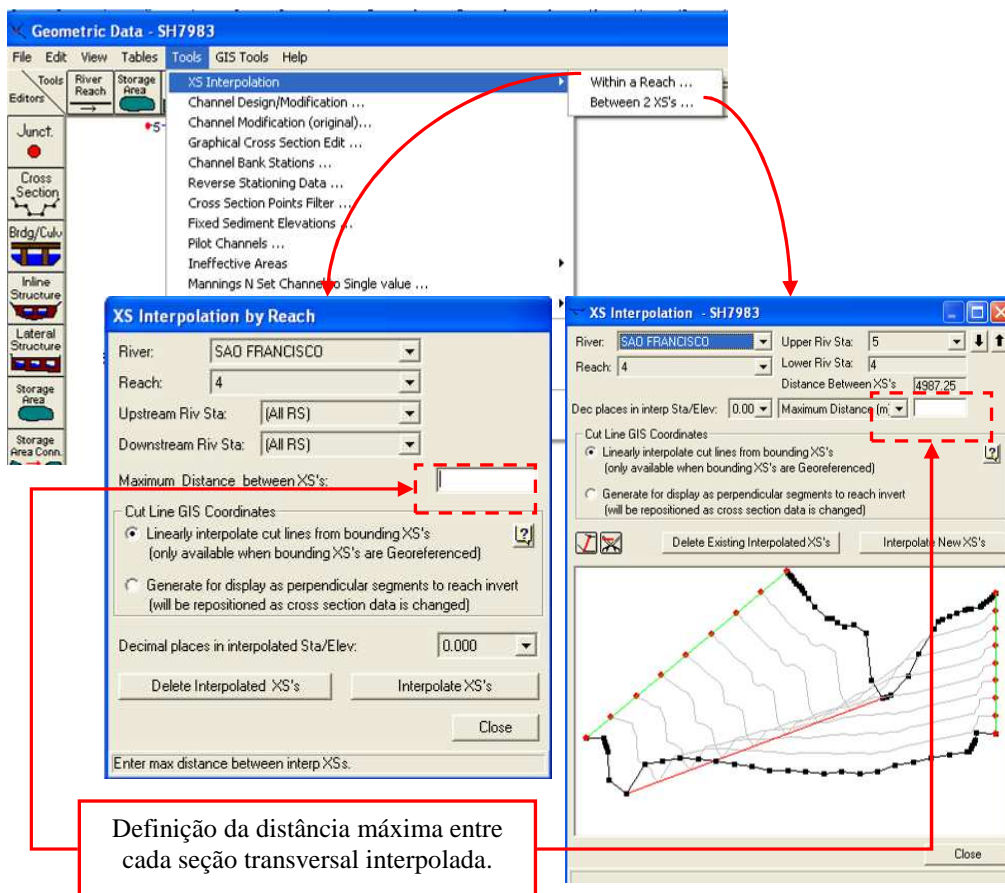 Geometric Data - SH7983
File Edit View Tables Tools GIS Tools Help
Tools
Editors
River
Reach
Storage
Area
XS Interpolation
Channel Design/Modification ...
Channel Modification (original)...
Graphical Cross Section Edit ...
Channel Bank Stations ...
Reverse Stationing Data ...
Cross Section Points Filter ...
Fixed Sediment Elevations ...
Pilot Channels ...
Ineffective Areas
Mannings N Set Channel to Single value ...
Within a Reach ...
Between 2 XS's ...
5
Junct.
Cross
Section
Brdg/Culv
Inline
Structure
Lateral
Structure
Storage
Area
Storage
Area Conn.
XS Interpolation by Reach
River: SAO FRANCISCO
Reach: 4
Upstream Riv Sta: (All RS)
Downstream Riv Sta: (All RS)
Maximum Distance between XS's:
Cut Line GIS Coordinates
Linearly interpolate cut lines from bounding XS's
(only available when bounding XS's are Georeferenced)
Generate for display as perpendicular segments to reach invert
(will be repositioned as cross section data is changed)
Decimal places in interpolated Sta/Elev: 0.000
Delete Interpolated XS's Interpolate XS's
Close
Enter max distance between interp XSs.
XS Interpolation - SH7983
River: SAO FRANCISCO Upper Riv Sta: 5
Reach: 4 Lower Riv Sta: 4
Distance Between XS's 4987.25
Dec places in interp Sta/Elev: 0.00 Maximum Distance (m)
Cut Line GIS Coordinates
Linearly interpolate cut lines from bounding XS's
(only available when bounding XS's are Georeferenced)
Generate for display as perpendicular segments to reach invert
(will be repositioned as cross section data is changed)
Delete Existing Interpolated XS's Interpolate New XS's
Close
Definição da distância máxima entre
cada seção transversal interpolada.